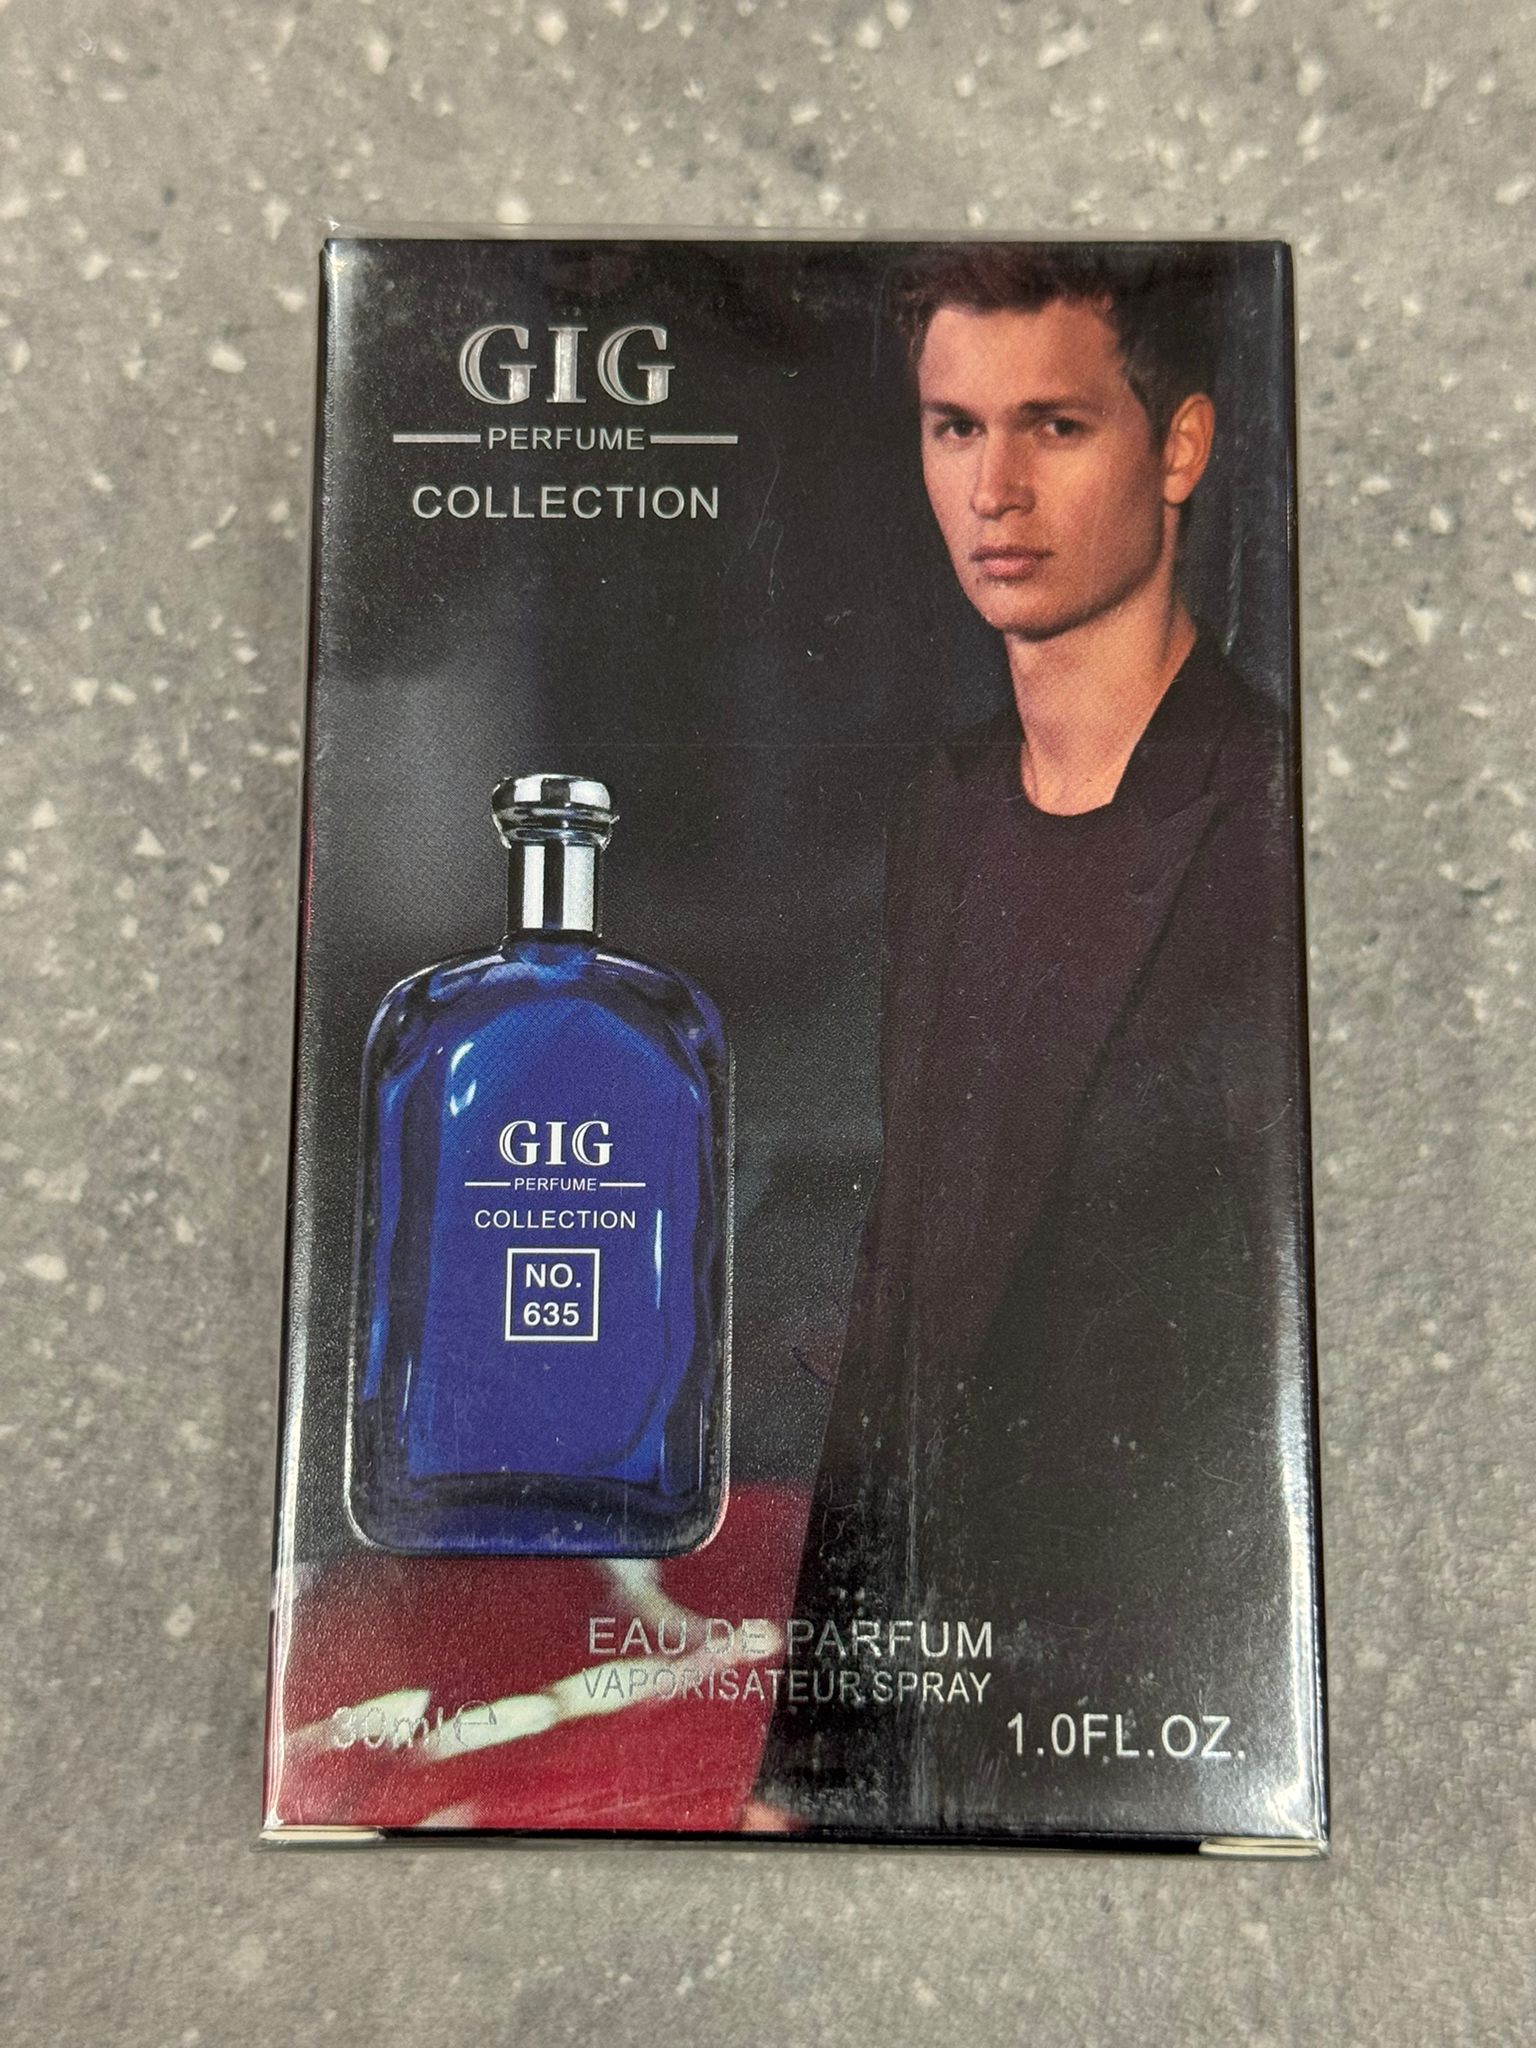 GIG
PERFUME
COLLECTION
GIG
PERFUME
COLLECTION
NO.
635
EAU DE PARFUM
VAPORISATEUR SPRAY
30ml℮
1.0FL.OZ.